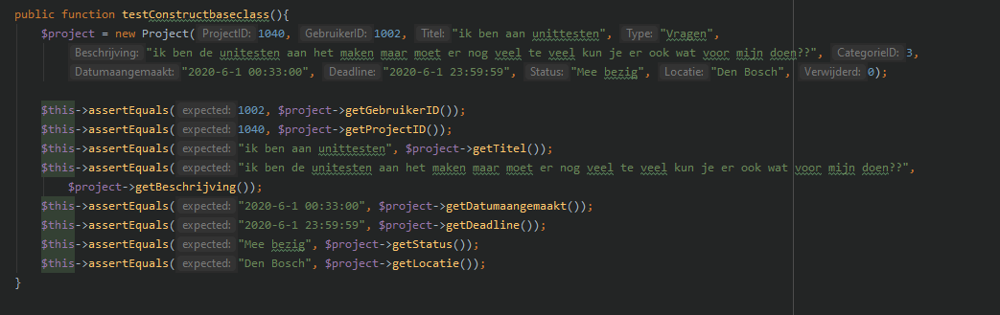 public function testConstructbaseclass(){
$project = new Project( ProjectID: 1040, GebruikerID: 1002, Titel: "ik ben aan unittesten", Type: "Vragen",
Beschrijving: "ik ben de unitesten aan het maken maar moet er nog veel te veel kun je er ook wat voor mijn doen??", CategorieID: 3,
Datumaangemaakt: "2020-6-1 00:33:00", Deadline: "2020-6-1 23:59:59", Status: "Mee bezig", Locatie: "Den Bosch", Verwijderd: 0);
$this->assertEquals( expected: 1002, $project->getGebruikerID());
$this->assertEquals( expected: 1040, $project->getProjectID());
$this->assertEquals( expected: "ik ben aan unittesten", $project->getTitel());
$this->assertEquals( expected: "ik ben de unitesten aan het maken maar moet er nog veel te veel kun je er ook wat voor mijn doen??",
$project->getBeschrijving());
$this->assertEquals( expected: "2020-6-1 00:33:00", $project->getDatumaangemaakt());
$this->assertEquals( expected: "2020-6-1 23:59:59", $project->getDeadline());
$this->assertEquals( expected: "Mee bezig", $project->getStatus());
$this->assertEquals( expected: "Den Bosch", $project->getLocatie());
}